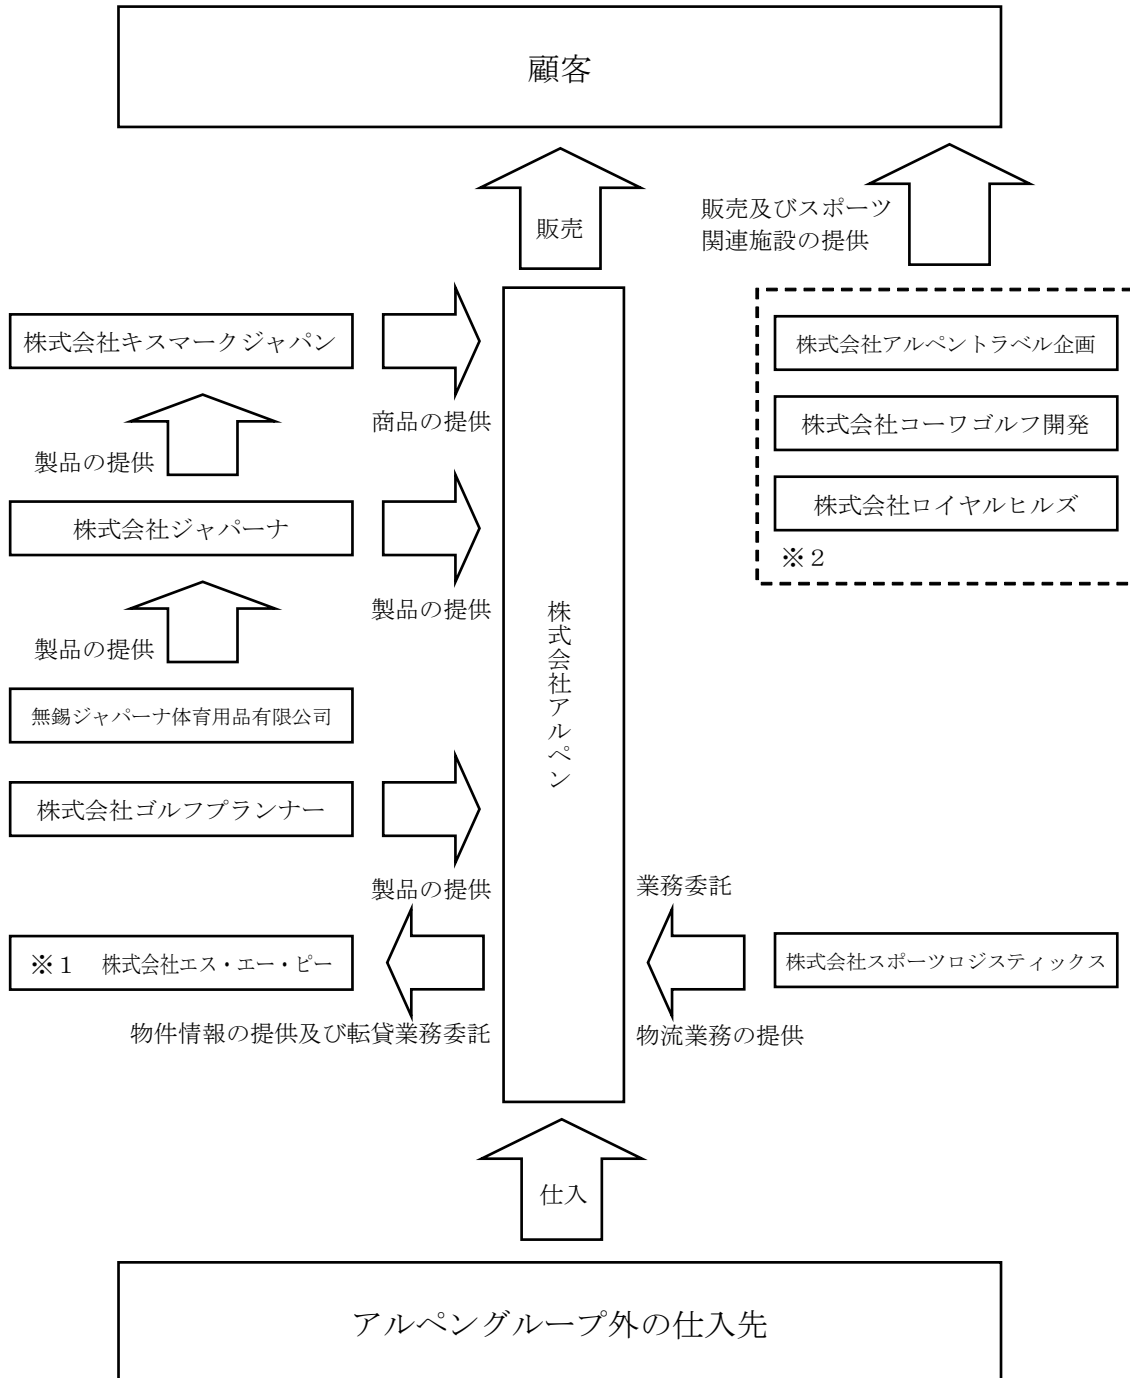 顧客
販売
販売及びスポーツ
関連施設の提供
株式会社キスマークジャパン
商品の提供
製品の提供
株式会社ジャパーナ
製品の提供
製品の提供
無錫ジャパーナ体育用品有限公司
株式会社ゴルフプランナー
製品の提供
※１　株式会社エス・エー・ピー
物件情報の提供及び転貸業務委託
株式会社アルペン
株式会社アルペントラベル企画
株式会社コーワゴルフ開発
株式会社ロイヤルヒルズ
※２
業務委託
株式会社スポーツロジスティックス
物流業務の提供
仕入
アルペングループ外の仕入先